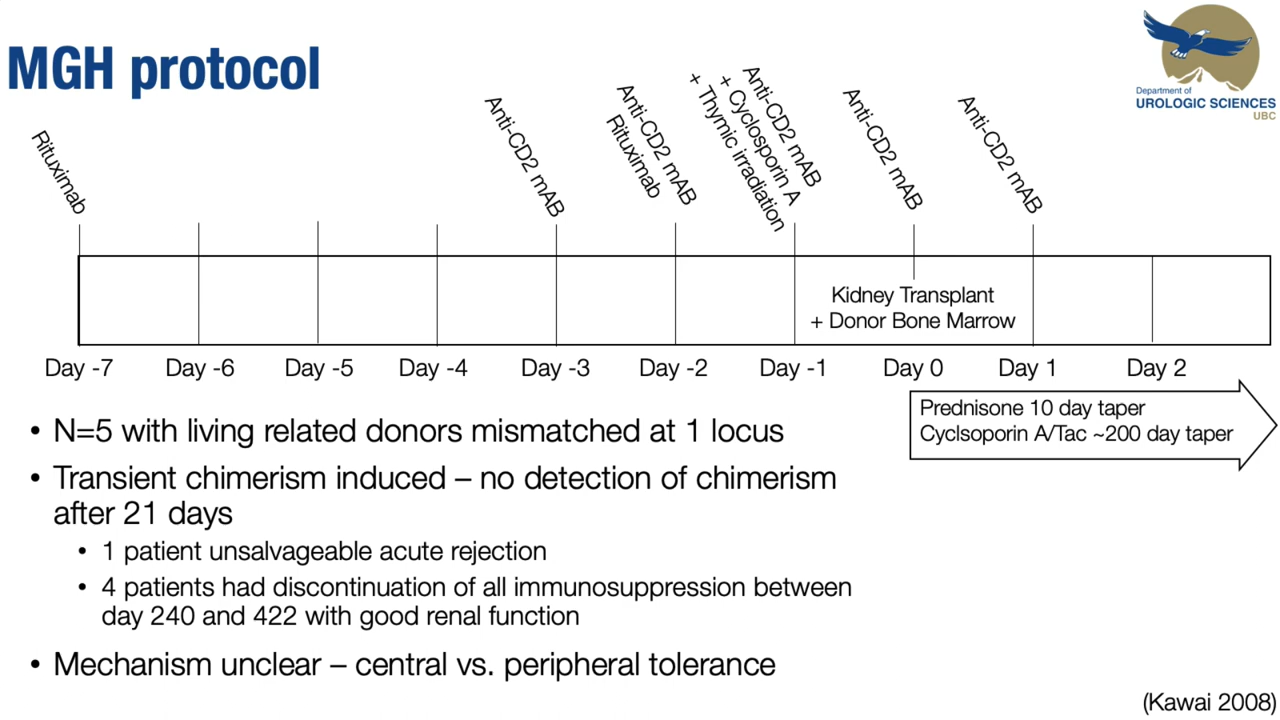 MGH protocol
Department of
UROLOGIC SCIENCES
UBC
Rituximab
Anti-CD2 mAB
Anti-CD2 mAB
Rituximab
Anti-CD2 mAB
+ Cyclosporin A
+ Thymic irradiation
Anti-CD2 mAB
Anti-CD2 mAB
Kidney Transplant
+ Donor Bone Marrow
Day -7
Day -6
Day -5
Day -4
Day -3
Day -2
Day -1
Day 0
Day 1
Day 2
Prednisone 10 day taper
Cyclsoporin A/Tac ~200 day taper
• N=5 with living related donors mismatched at 1 locus
• Transient chimerism induced – no detection of chimerism
after 21 days
• 1 patient unsalvageable acute rejection
• 4 patients had discontinuation of all immunosuppression between
day 240 and 422 with good renal function
• Mechanism unclear – central vs. peripheral tolerance
(Kawai 2008)